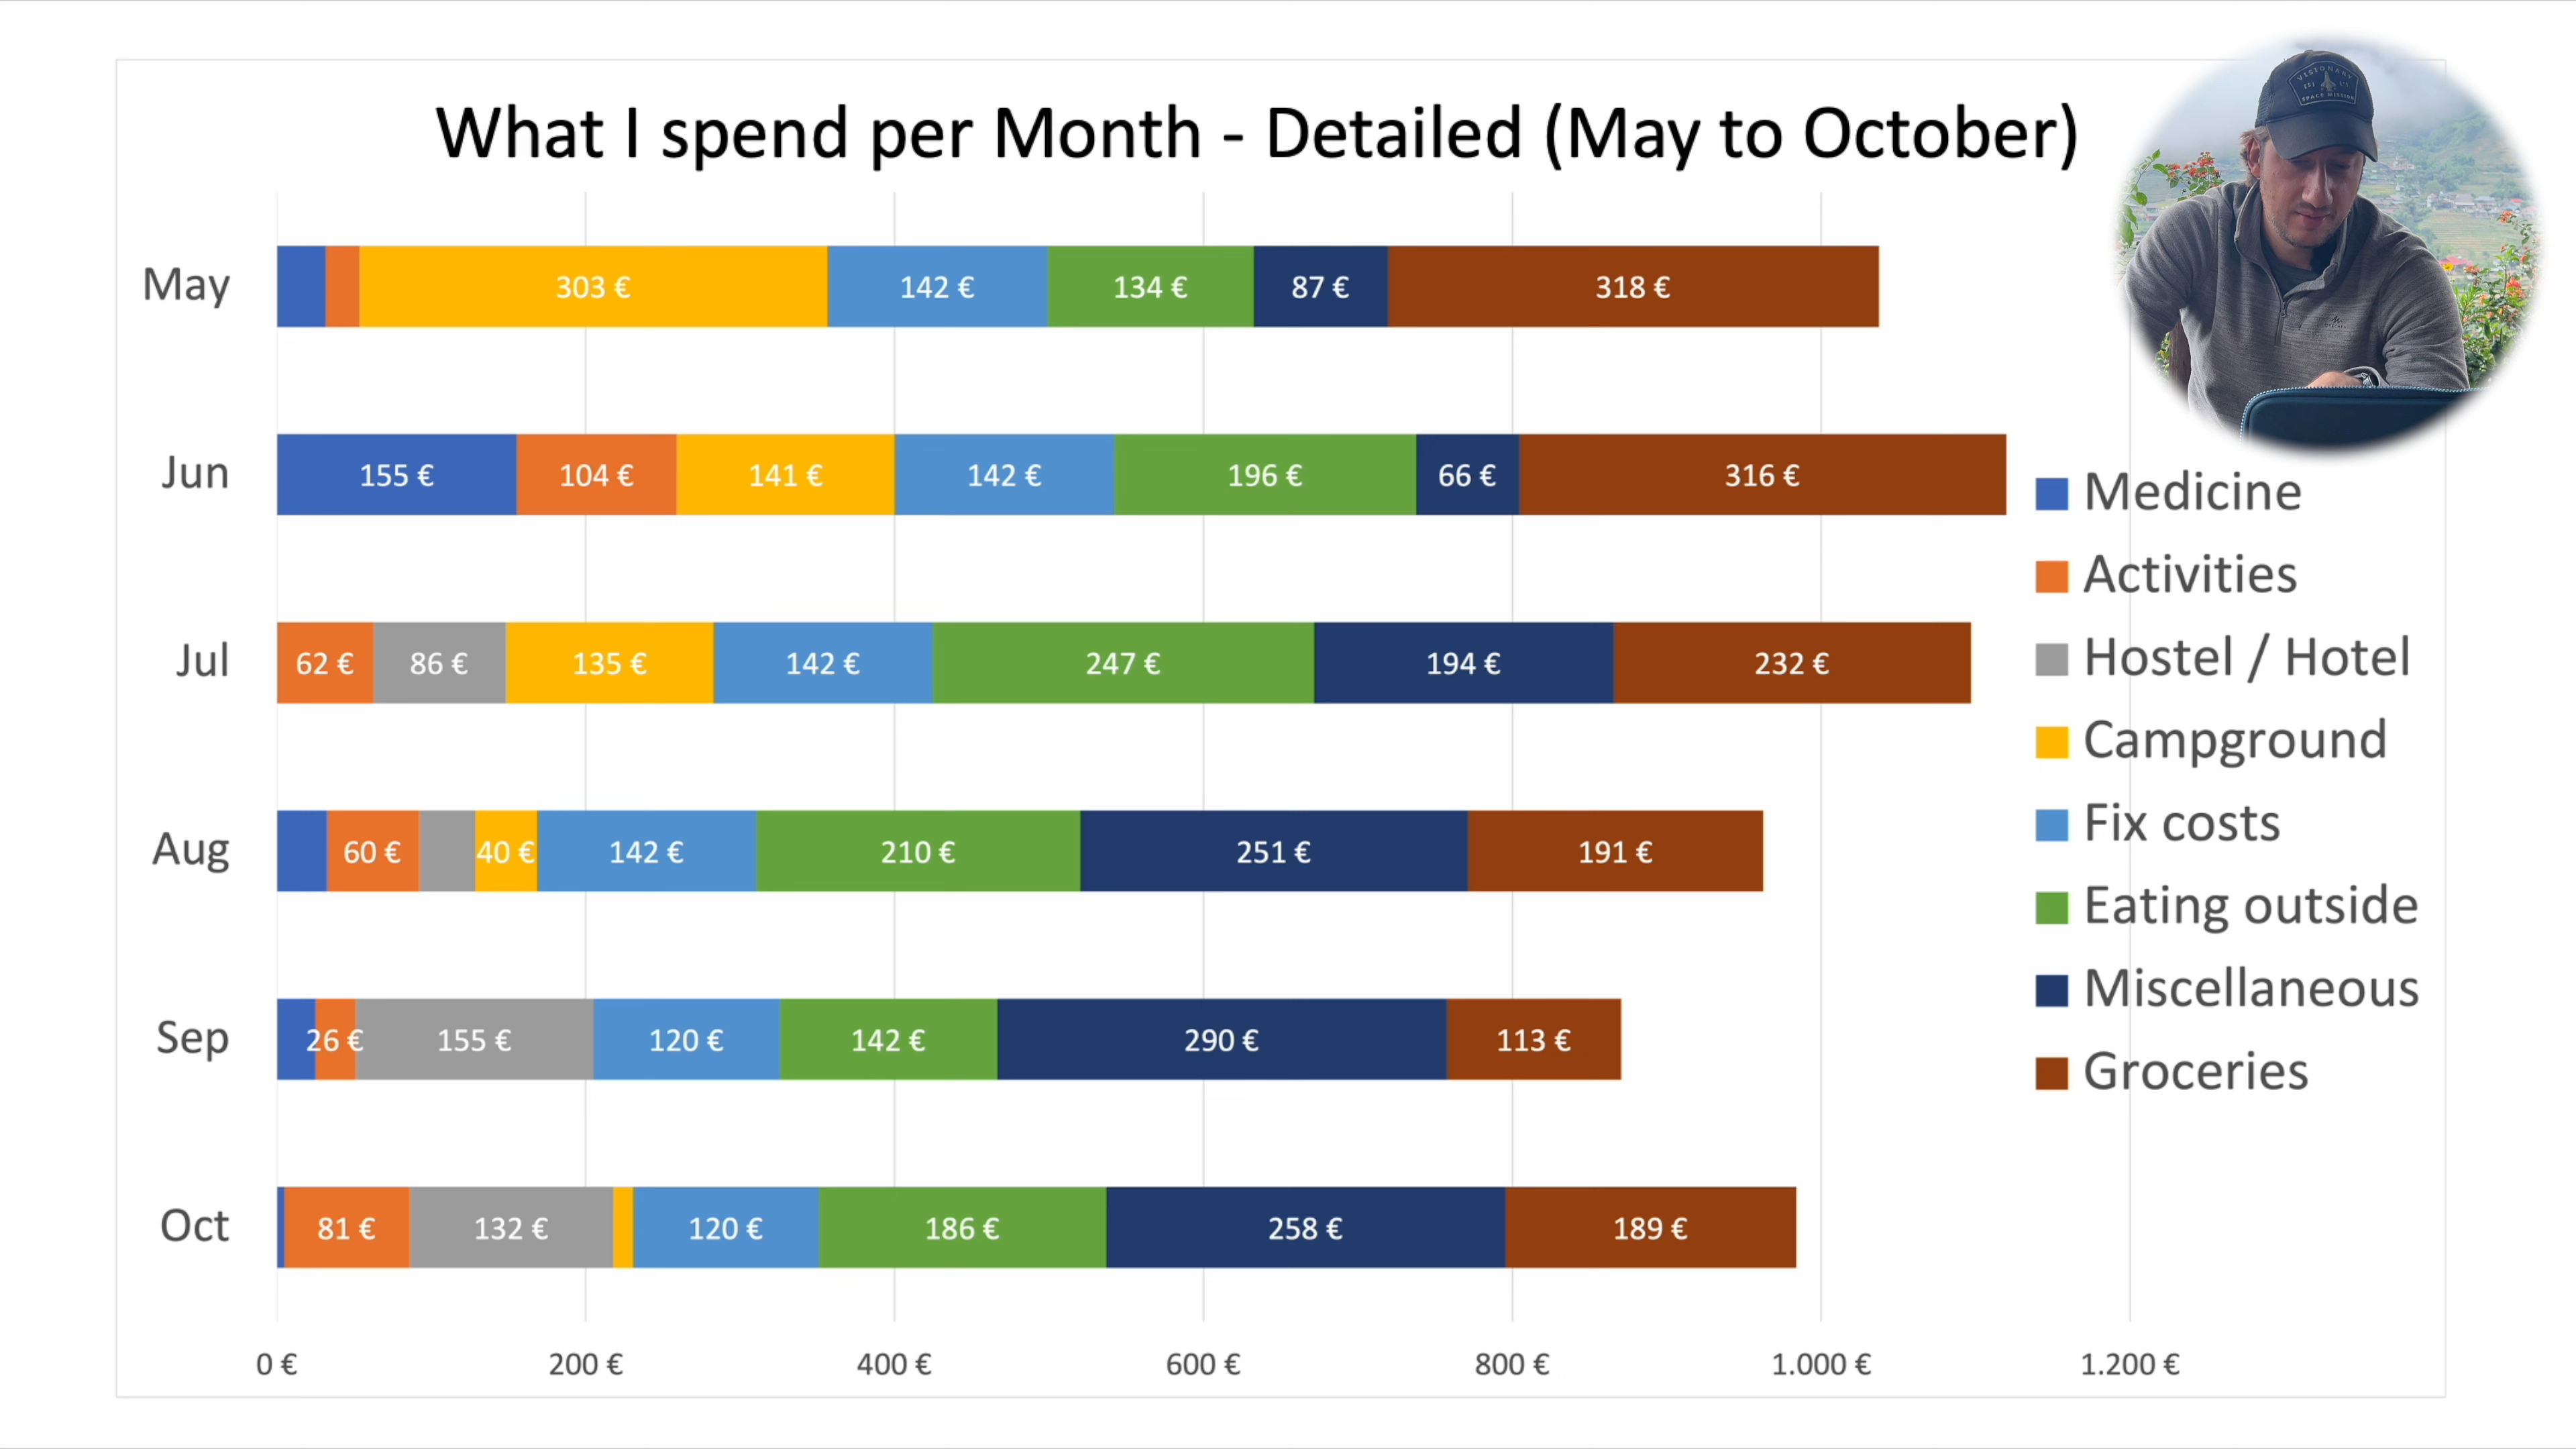 What I spend per Month - Detailed (May to October)
VISIONARY
SPACE MISSION
May
303 €
142 €
134 €
87 €
318 €
Jun
155 €
104 €
141 €
142 €
196 €
66 €
316 €
Jul
62 €
86 €
135 €
142 €
247 €
194 €
232 €
Aug
60 €
40 €
142 €
210 €
251 €
191 €
Sep
26 €
155 €
120 €
142 €
290 €
113 €
Oct
81 €
132 €
120 €
186 €
258 €
189 €
0 €
200 €
400 €
600 €
800 €
1.000 €
1.200 €
Medicine
Activities
Hostel / Hotel
Campground
Fix costs
Eating outside
Miscellaneous
Groceries